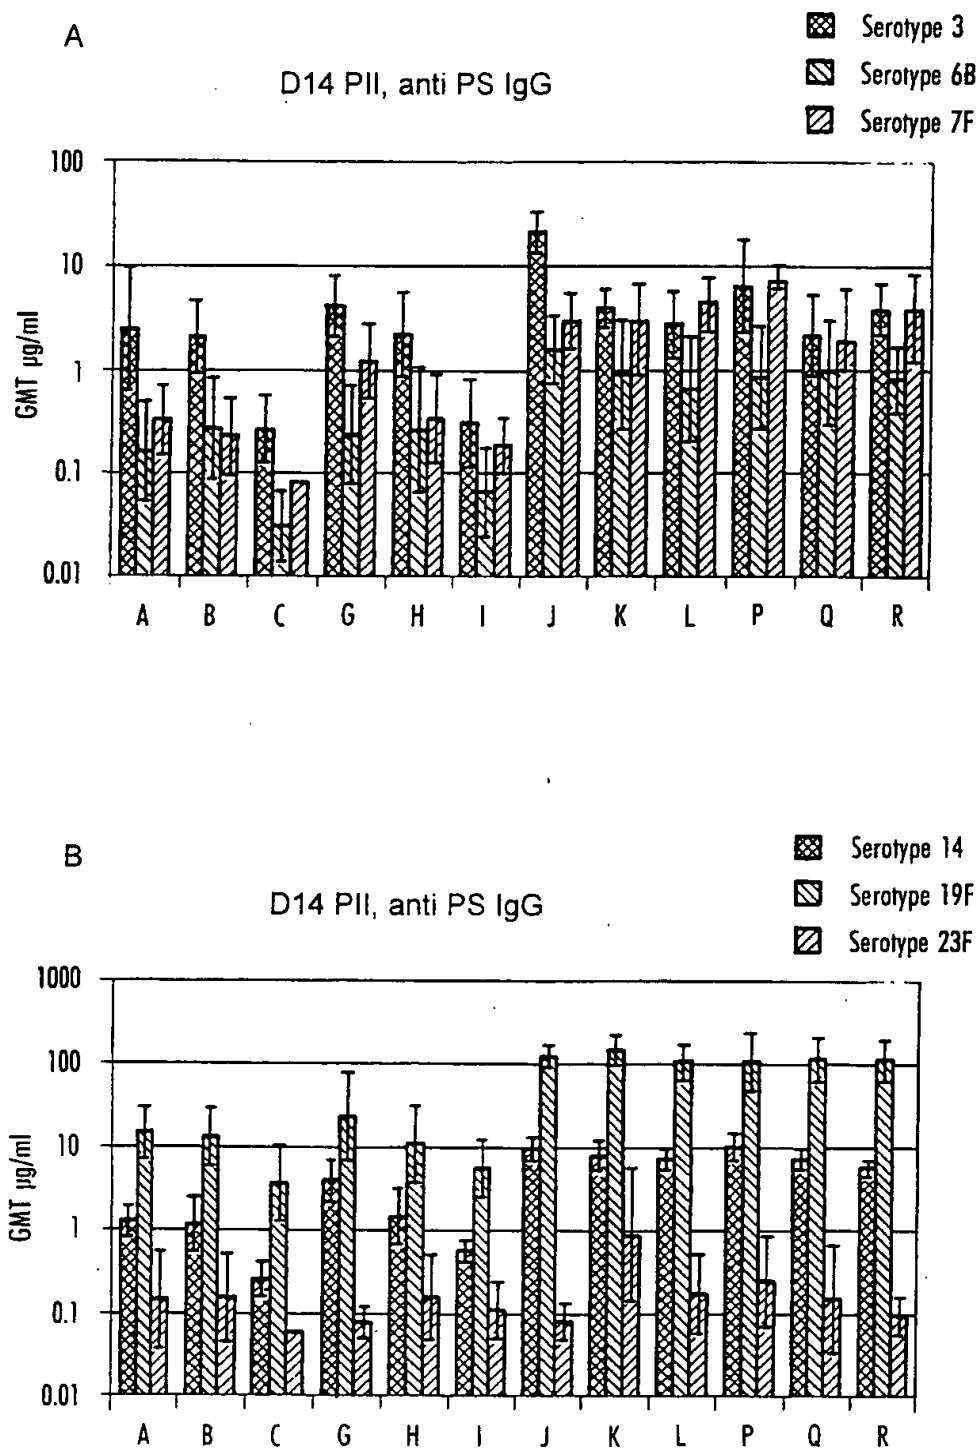 A
D14 PII, anti PS IgG
Serotype 3
Serotype 6B
Serotype 7F
GMT µg/ml
100
10
1
0.1
0.01
A B C G H I J K L P Q R
B
D14 PII, anti PS IgG
Serotype 14
Serotype 19F
Serotype 23F
GMT µg/ml
1000
100
10
1
0.1
0.01
A B C G H I J K L P Q R